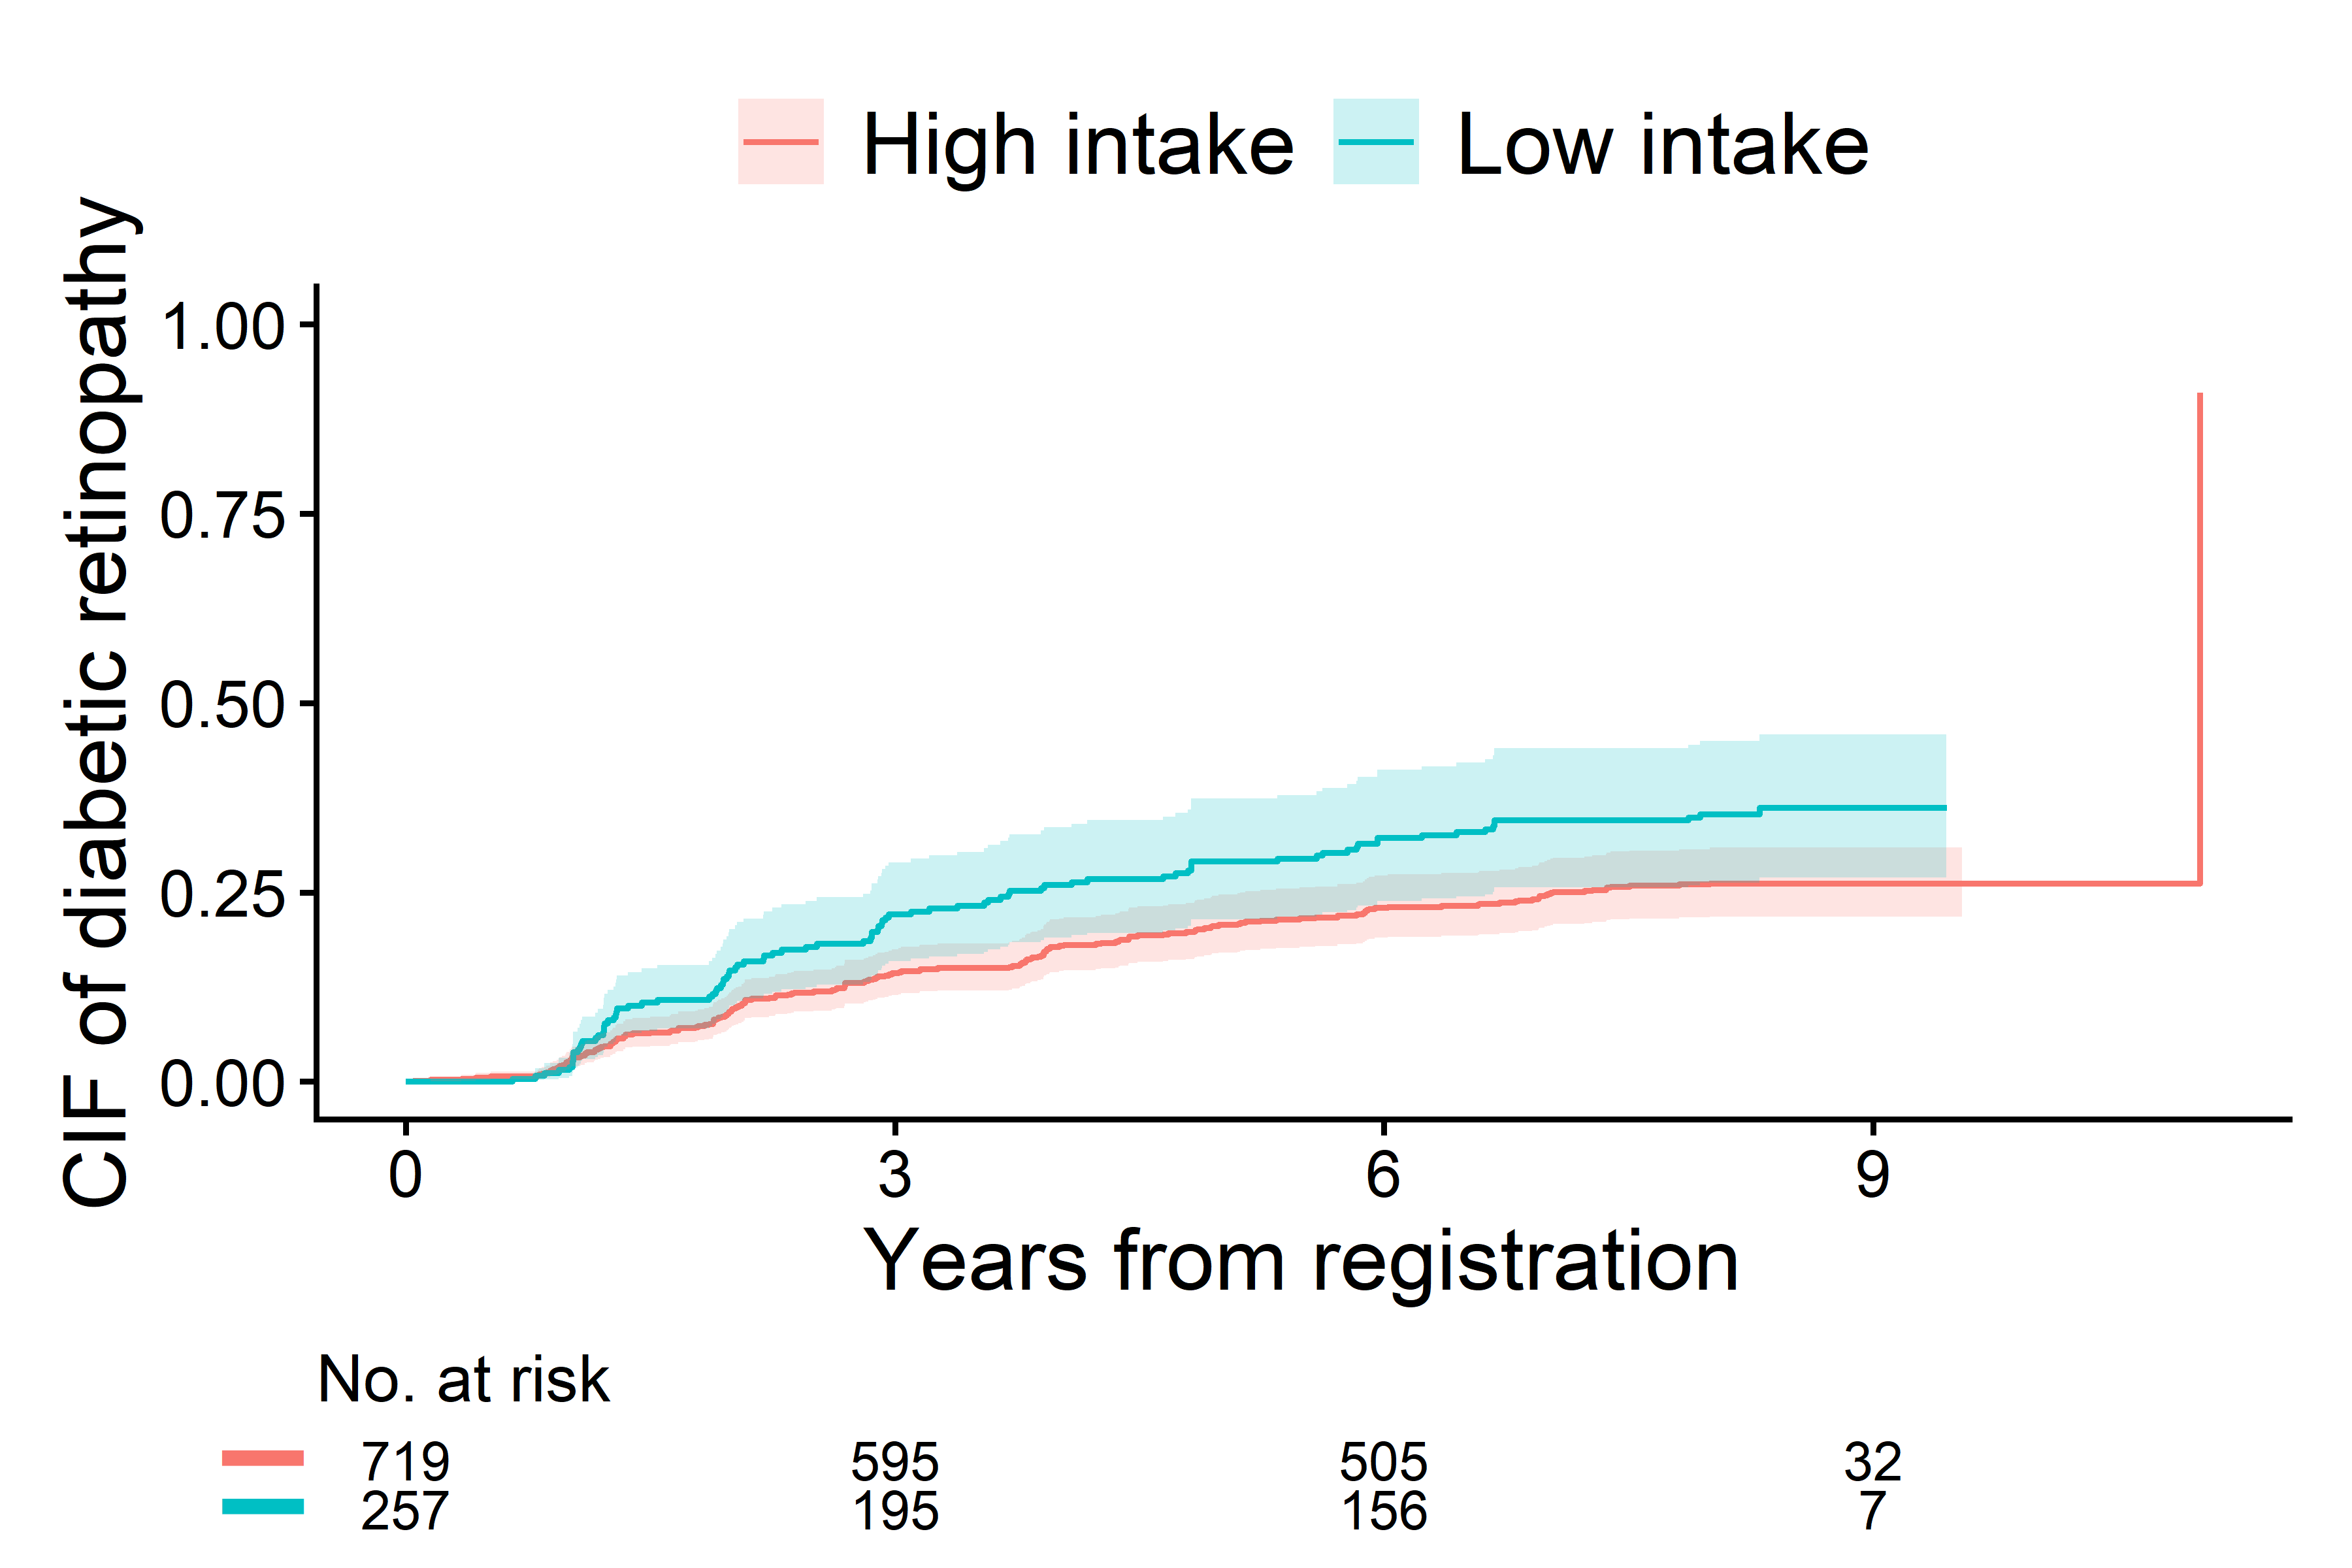 High intake Low intake
CIF of diabetic retinopathy
1.00
0.75
0.50
0.25
0.00
0 3 6 9
Years from registration
No. at risk
719 595 505 32
257 195 156 7